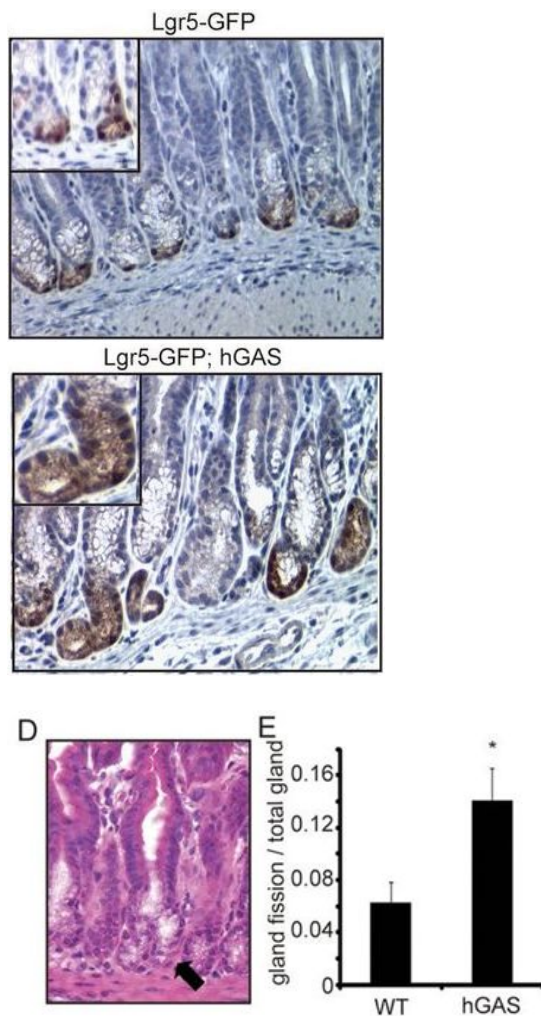 Lgr5-GFP
Lgr5-GFP; hGAS
D
E
gland fission / total gland
*
0.16
0.12
0.08
0.04
0
WT
hGAS